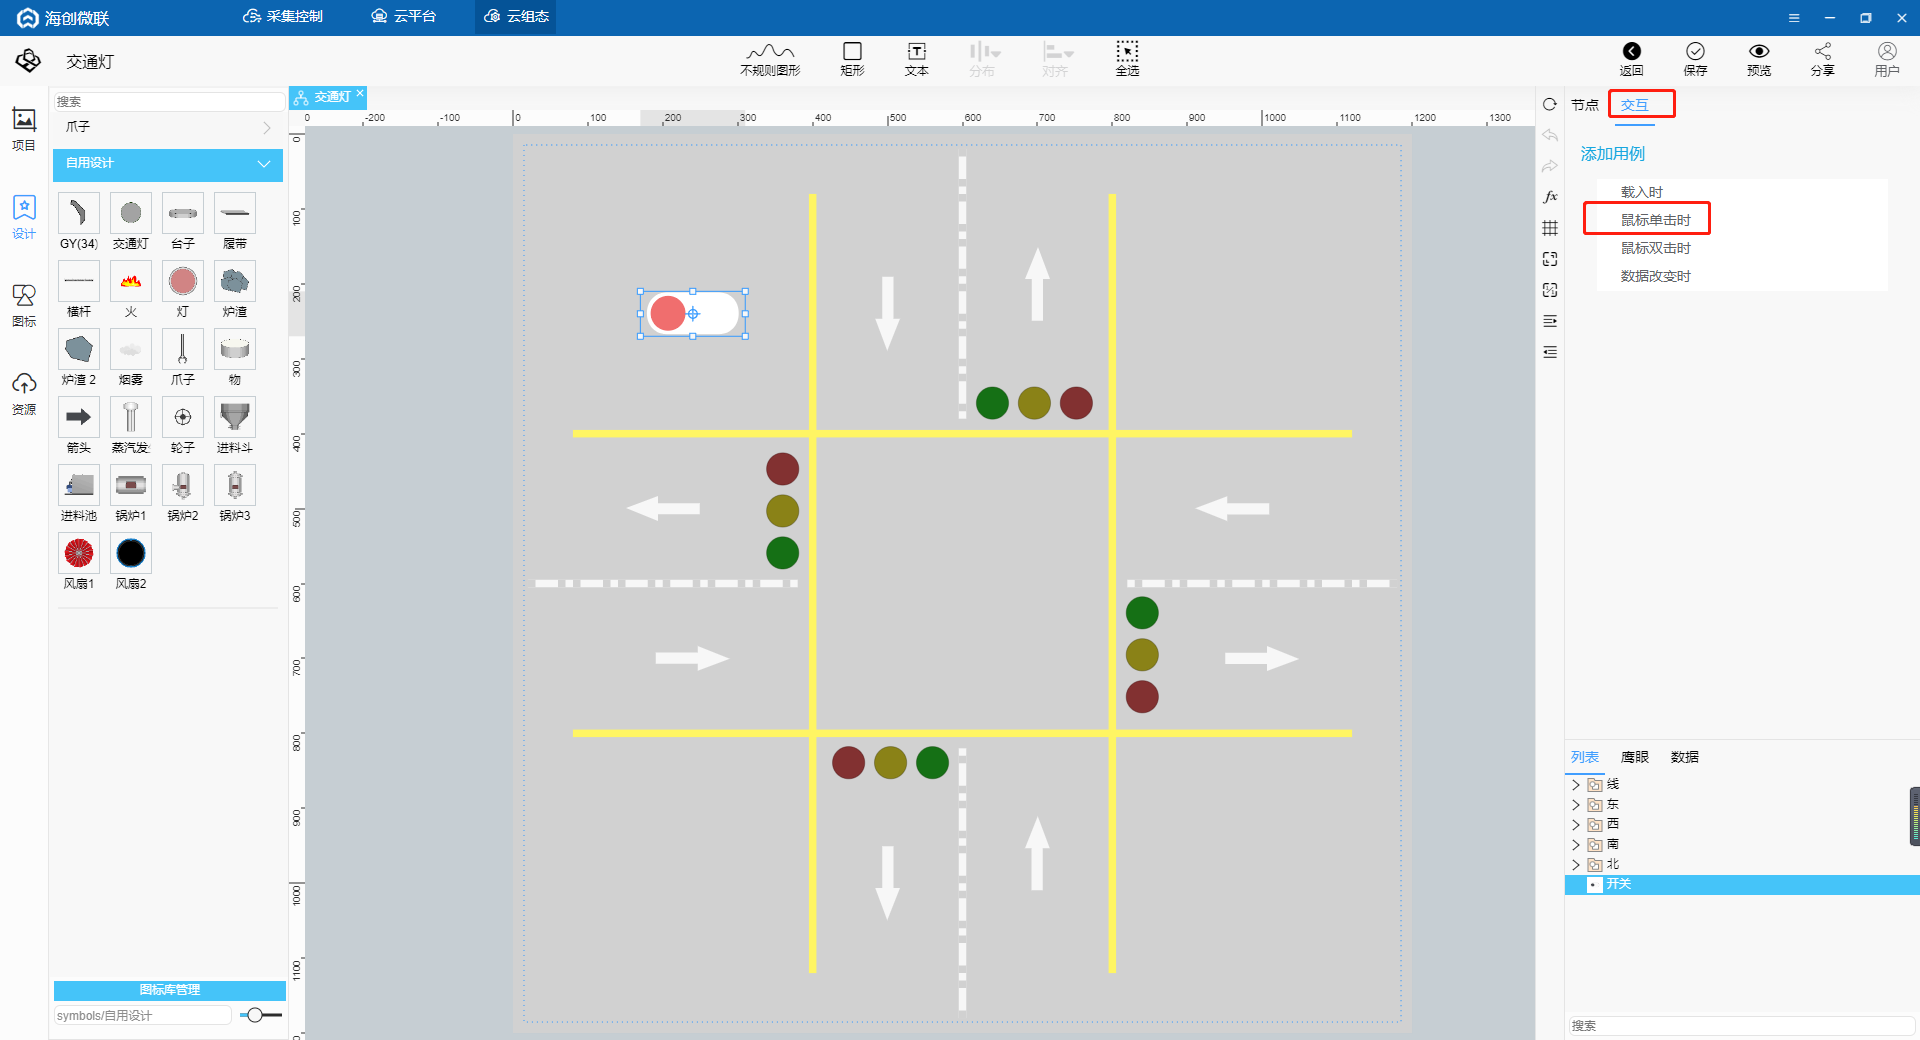 海创微联
采集控制
云平台
云组态
交通灯
不规则图形
矩形
文本
分布
对齐
全选
返回
保存
预览
分享
用户
项目
设计
图标
资源
搜索
爪子
自用设计
GY(34)
交通灯
台子
履带
横杆
火
灯
炉渣
炉渣 2
烟雾
爪子
物
箭头
蒸汽发
轮子
进料斗
进料池
锅炉1
锅炉2
锅炉3
风扇1
风扇2
图标库管理
symbols/自用设计
交通灯
0
-200
-100
0
100
200
300
400
500
600
700
800
900
1000
1100
1200
1300
0
100
200
300
400
500
600
700
800
900
1000
1100
fx
节点
交互
添加用例
载入时
鼠标单击时
鼠标双击时
数据改变时
列表
鹰眼
数据
线
东
西
南
北
开关
搜索